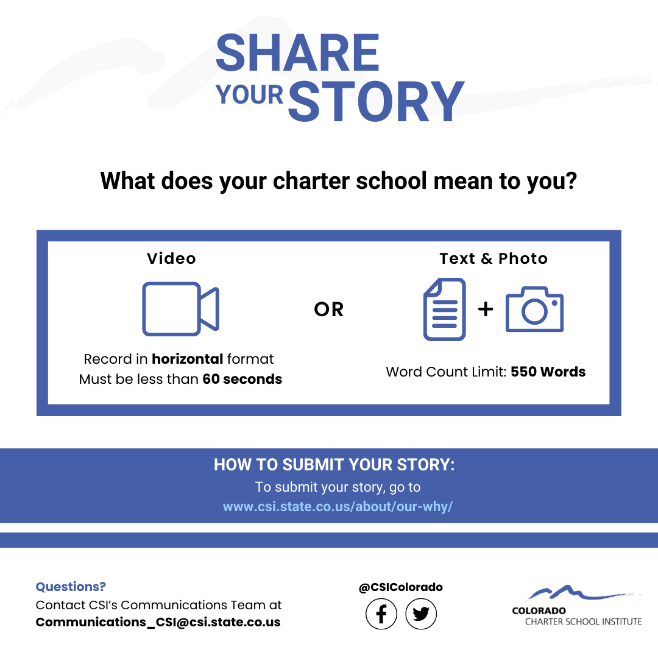 SHARE
YOUR STORY
What does your charter school mean to you?
Video
Record in horizontal format
Must be less than 60 seconds
OR
Text & Photo
+
Word Count Limit: 550 Words
HOW TO SUBMIT YOUR STORY:
To submit your story, go to
www.csi.state.co.us/about/our-why/
Questions?
Contact CSI's Communications Team at
Communications_CSI@csi.state.co.us
@CSIColorado
COLORADO
CHARTER SCHOOL INSTITUTE